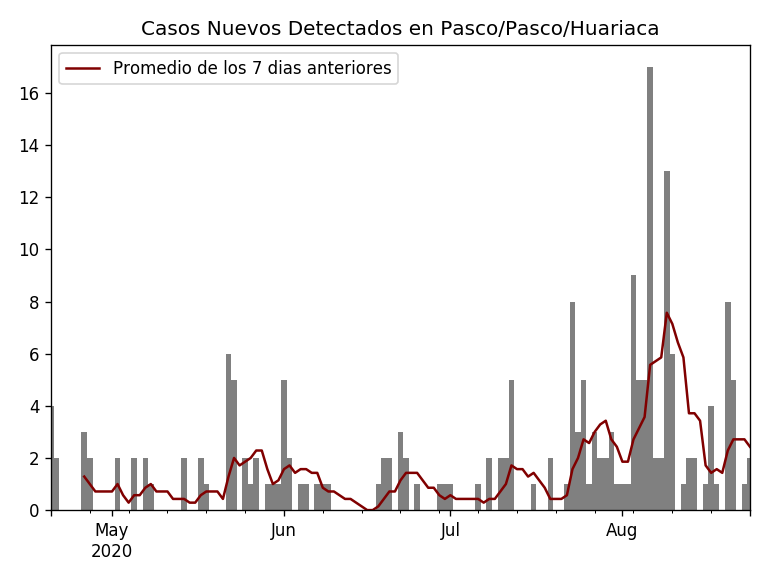 Casos Nuevos Detectados en Pasco/Pasco/Huariaca
Promedio de los 7 dias anteriores
16
14
12
10
8
6
4
2
0
May
2020
Jun
Jul
Aug